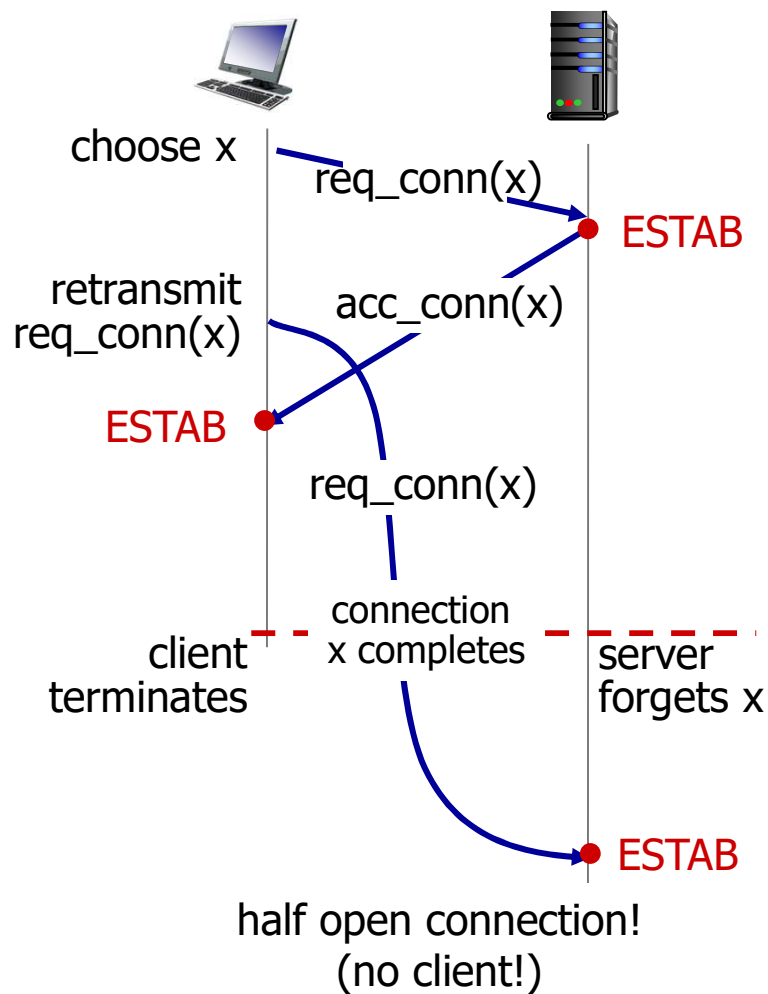 choose x
req_conn(x)
ESTAB
retransmit
req_conn(x)
acc_conn(x)
ESTAB
req_conn(x)
connection
x completes
client
terminates
server
forgets x
ESTAB
half open connection!
(no client!)